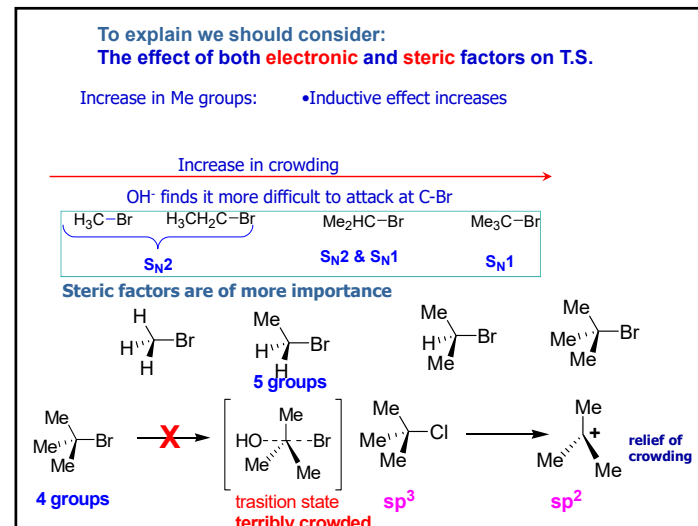 To explain we should consider:
The effect of both electronic and steric factors on T.S.
Increase in Me groups: •Inductive effect increases
Increase in crowding
OH- finds it more difficult to attack at C-Br
H3C-Br H3CH2C-Br Me2HC-Br Me3C-Br
SN2 SN2 & SN1 SN1
Steric factors are of more importance
H H H Br
Me H H Br
H Me Me Br
Me Me Me Br
5 groups
Me Me Me Br
X
HO Me Br Me Me
Me Me Me Cl
Me Me Me +
relief of
crowding
4 groups
trasition state
terribly crowded
sp3
sp2